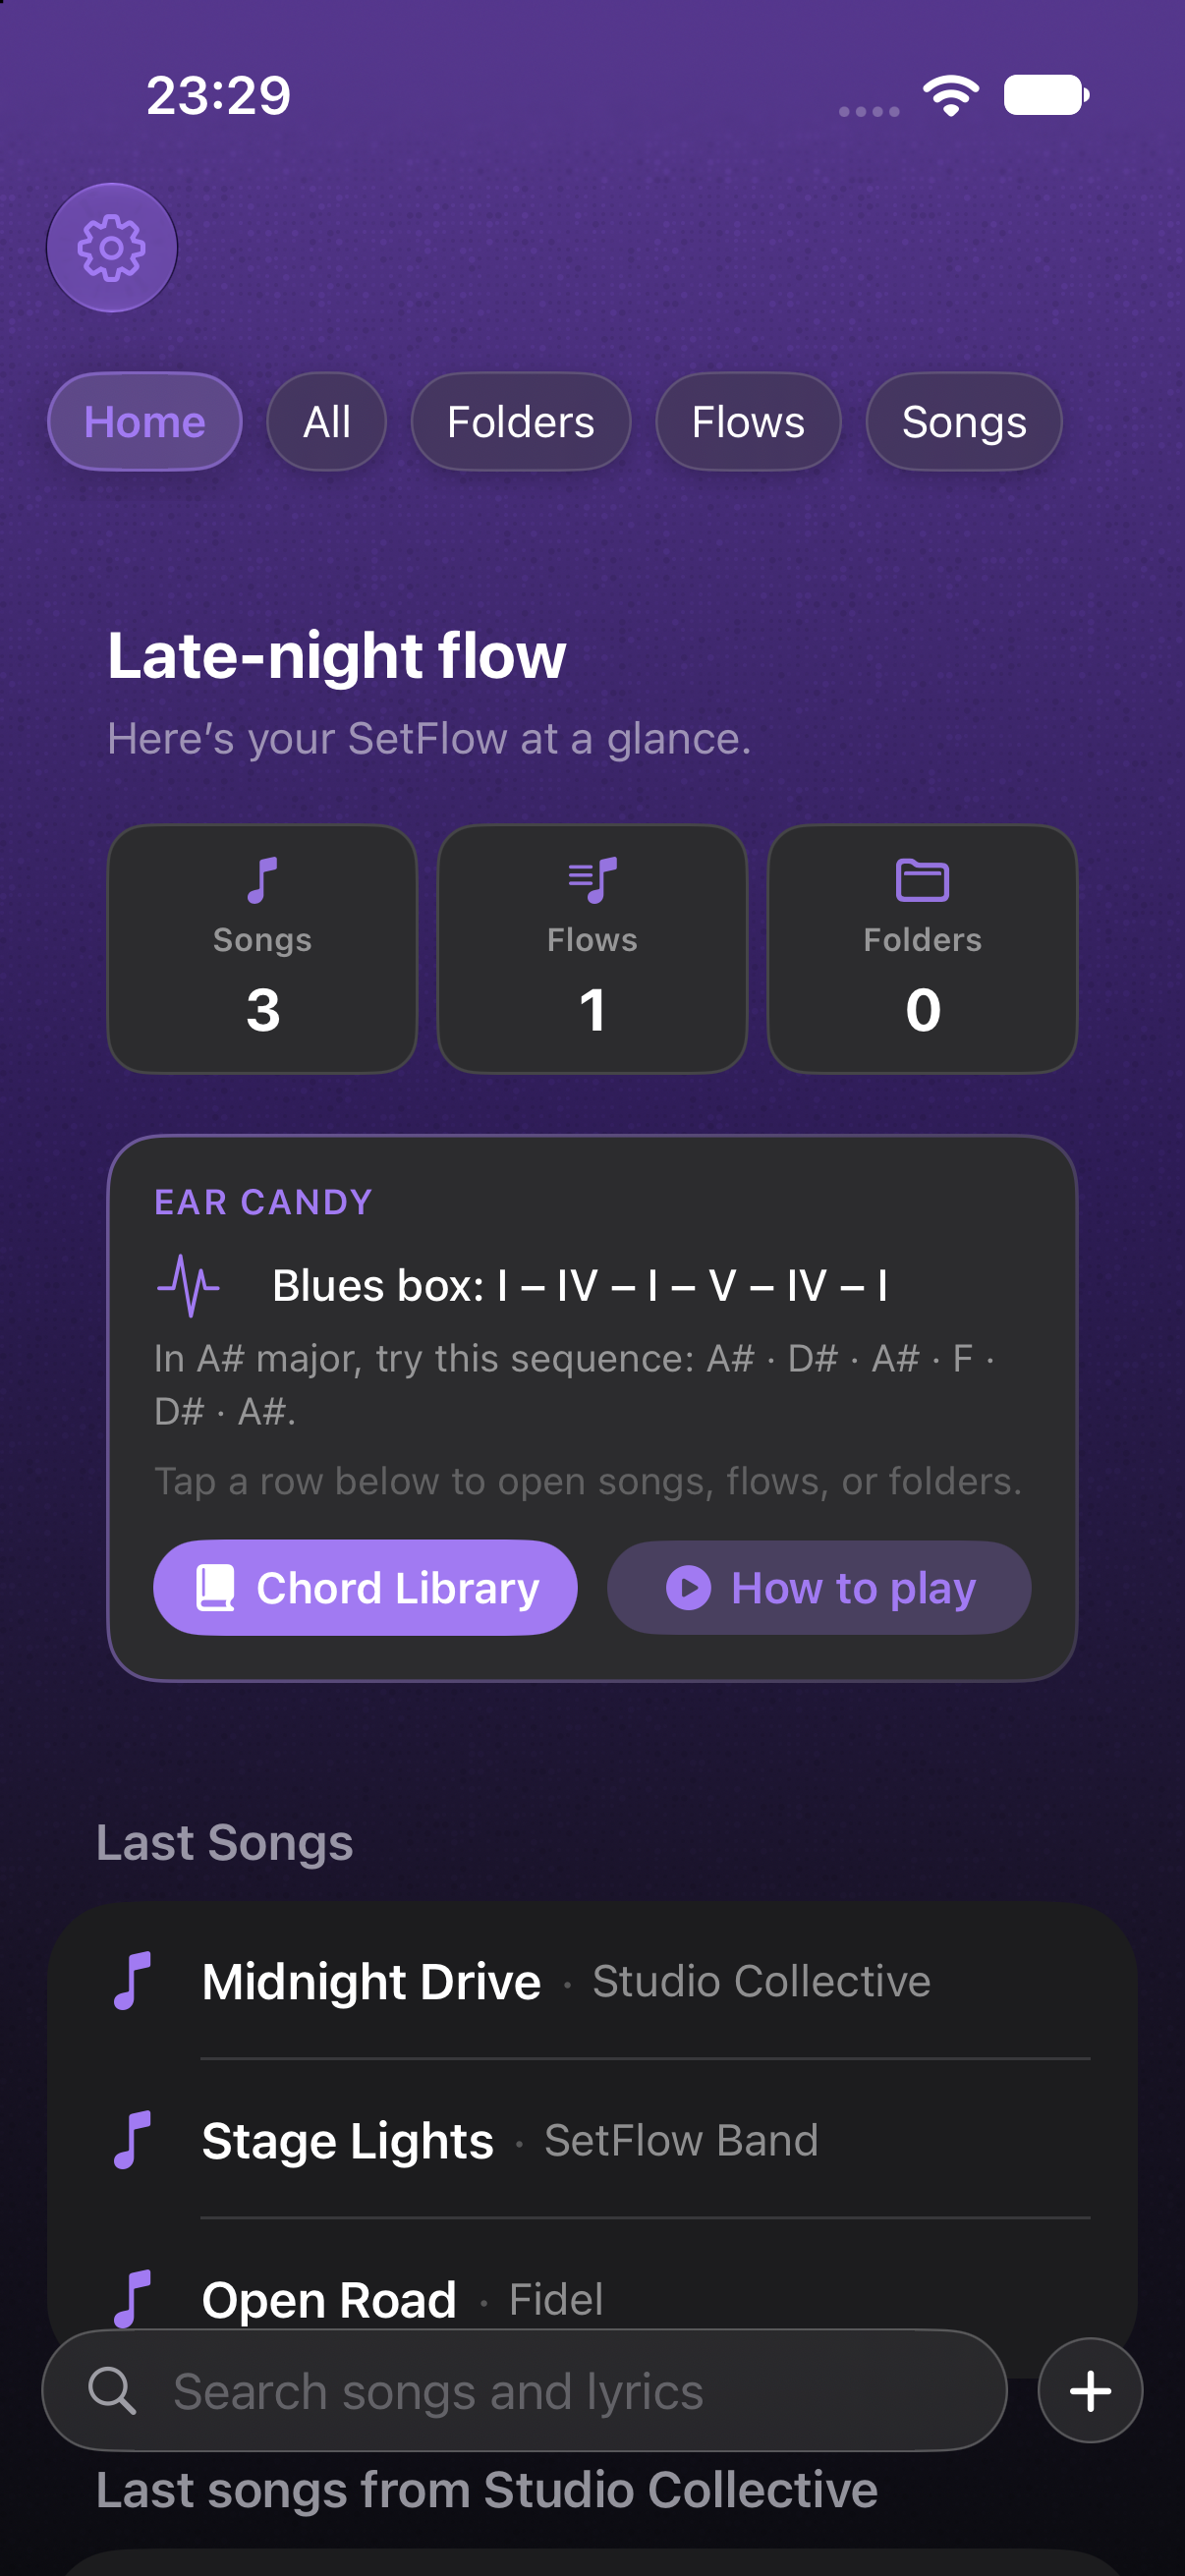 23:29
Home All Folders Flows Songs
Late-night flow
Here’s your SetFlow at a glance.
Songs Flows Folders
3 1 0
EAR CANDY
Blues box: I – IV – I – V – IV – I
In A# major, try this sequence: A# · D# · A# · F ·
D# · A#.
Tap a row below to open songs, flows, or folders.
Chord Library How to play
Last Songs
Midnight Drive · Studio Collective
Stage Lights · SetFlow Band
Open Road · Fidel
Search songs and lyrics
Last songs from Studio Collective